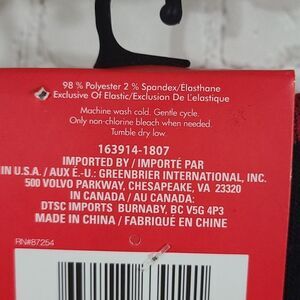 98 % Polyester 2 % Spandex/Elasthane
Exclusive Of Elastic/Exclusion De L'elastique
Machine wash cold. Gentle cycle.
Only non-chlorine bleach when needed
Tumble dry low.
163914-1807
IMPORTED BY / IMPORTÉ PAR
IN U.S.A. / AUX É.-U.: GREENBRIER INTERNATIONAL, INC.
500 VOLVO PARKWAY, CHESAPEAKE, VA 23320
IN CANADA / AU CANADA:
DTSC IMPORTS BURNABY, BC V5G 4P3
MADE IN CHINA / FABRIQUÉ EN CHINE
RN#87254